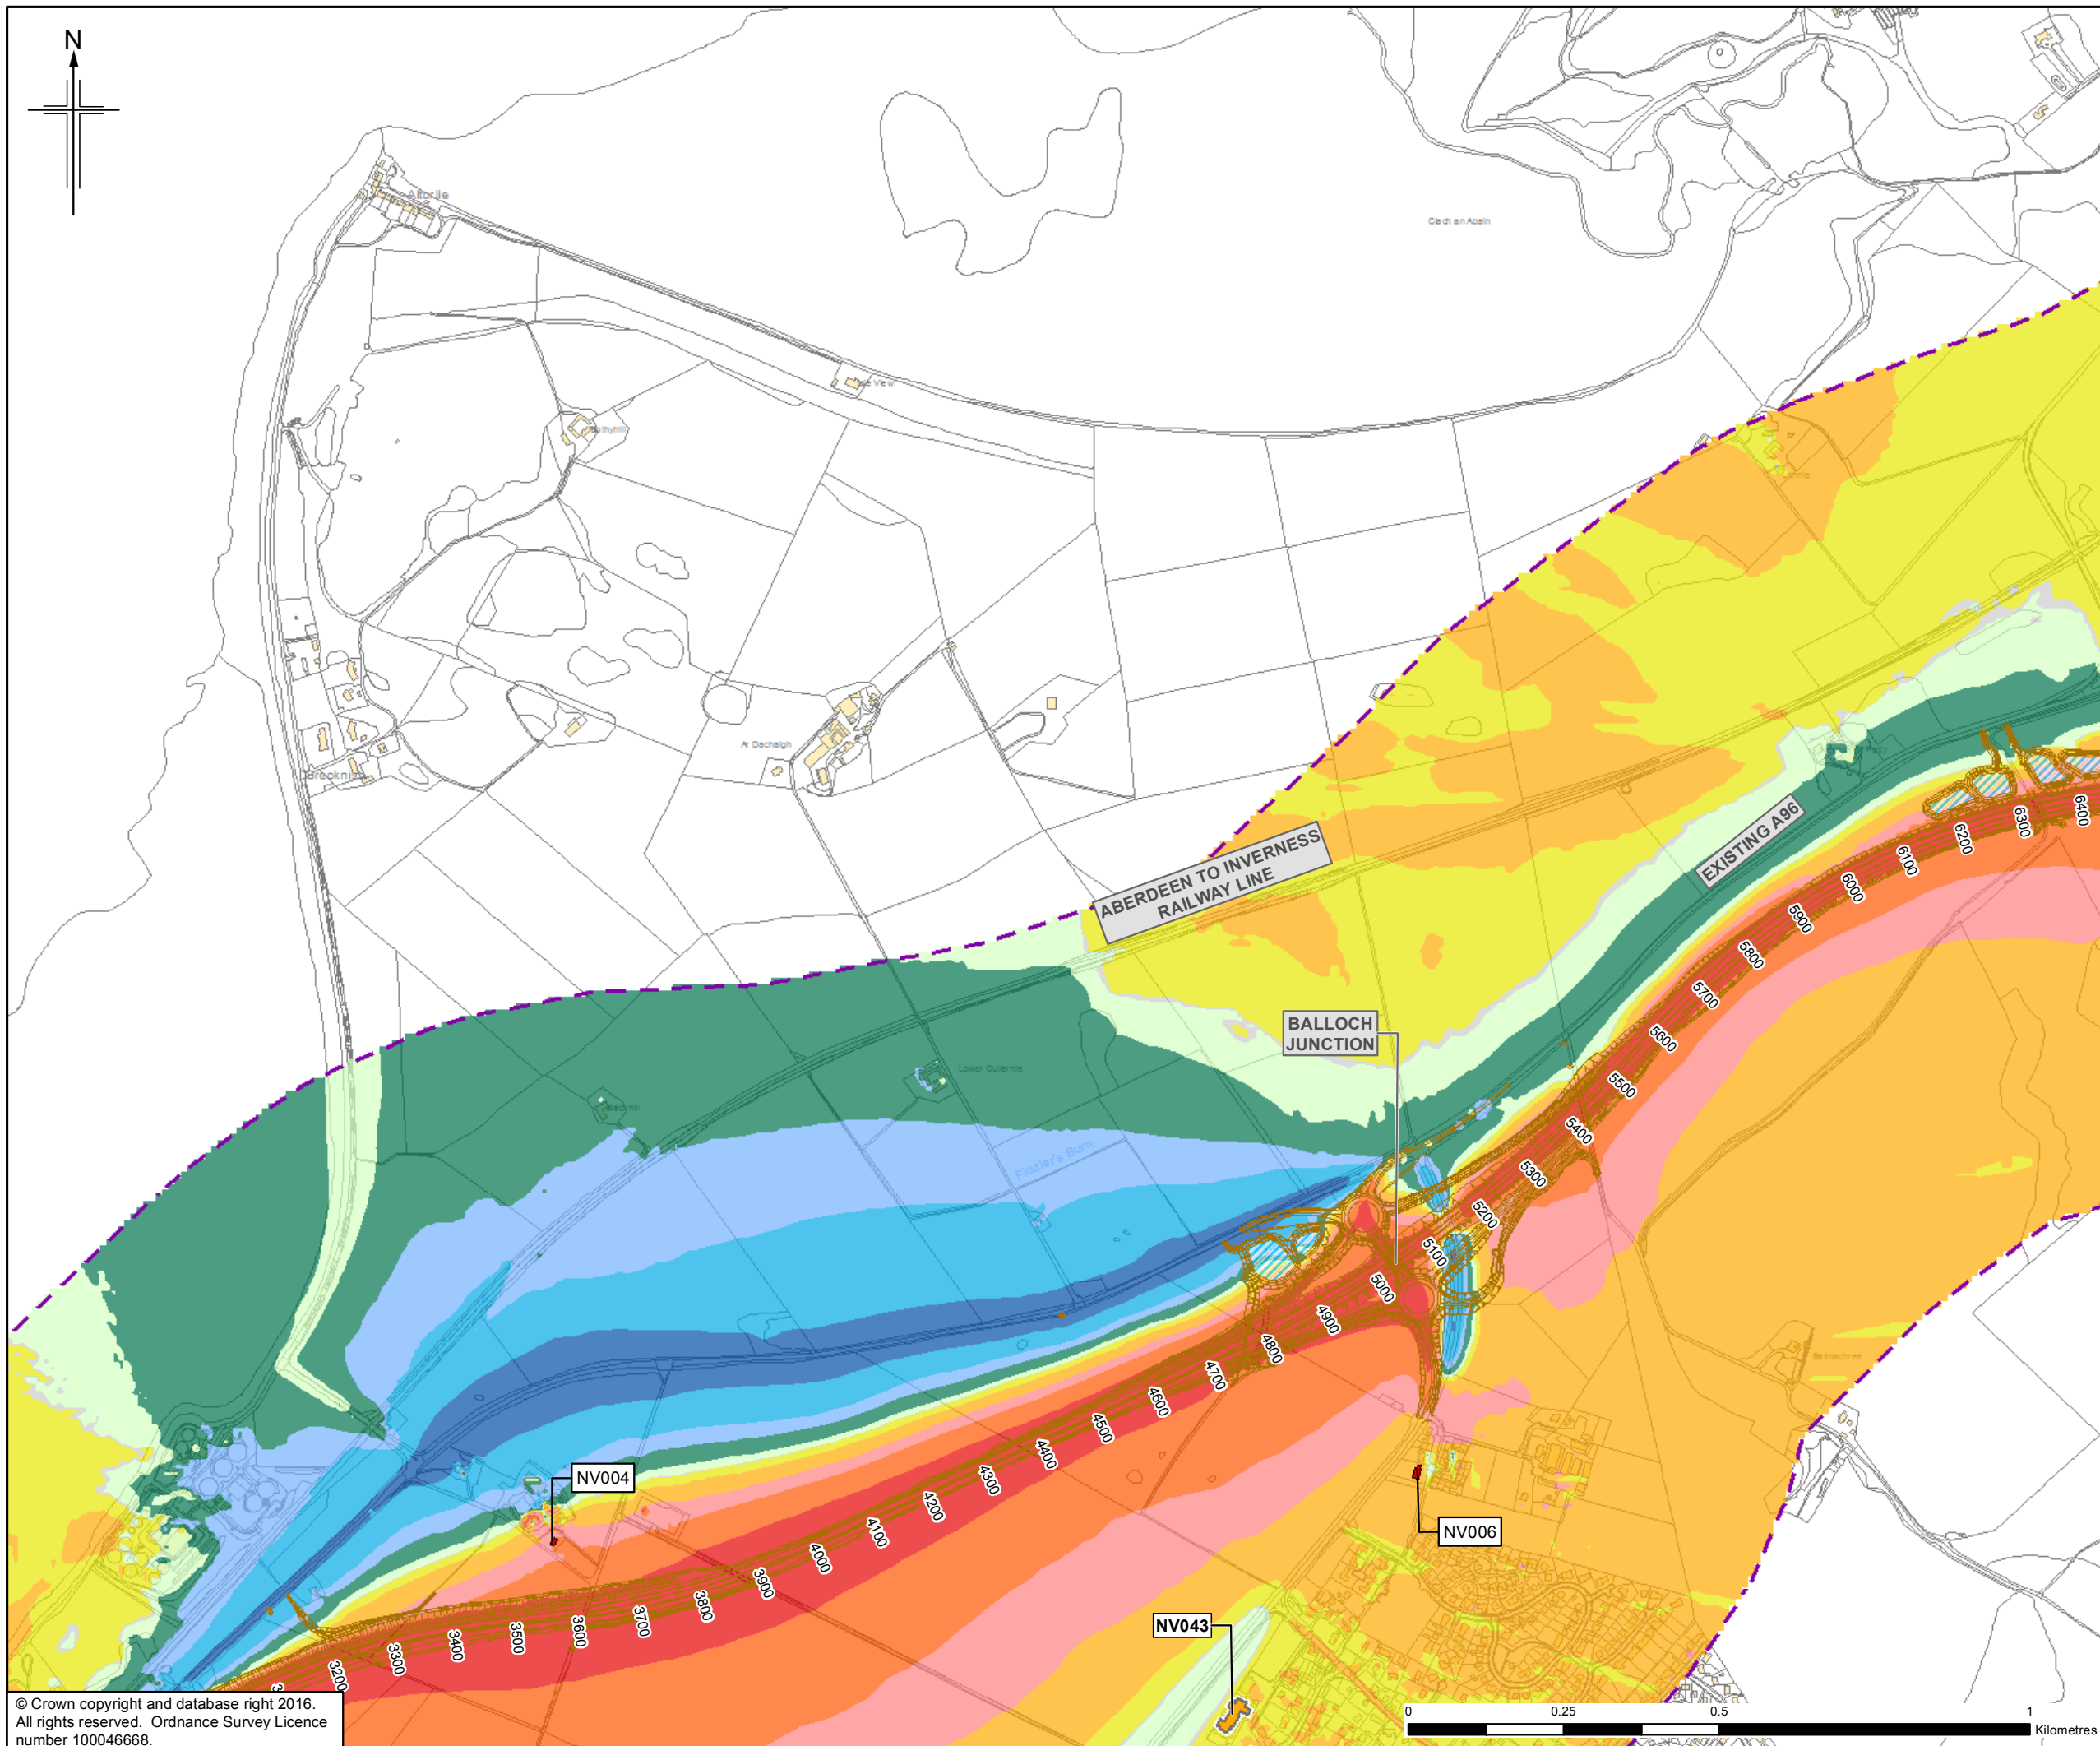 N
Alturlie
Clach an Abain
Bothyhill
Ar Dachaigh
ABERDEEN TO INVERNESS
RAILWAY LINE
EXISTING A96
6400
6300
6200
6100
6000
5900
5800
5700
5600
5500
5400
5300
5200
5100
5000
4900
4800
4700
4600
4500
4400
4300
4200
4100
4000
3900
3800
3700
3600
3500
3400
3300
3200
BALLOCH
JUNCTION
Lower Cullernie
Fiddler's Burn
Balmachree
NV004
NV006
NV043
© Crown copyright and database right 2016.
All rights reserved. Ordnance Survey Licence
number 100046668.
0 0.25 0.5 1
Kilometres